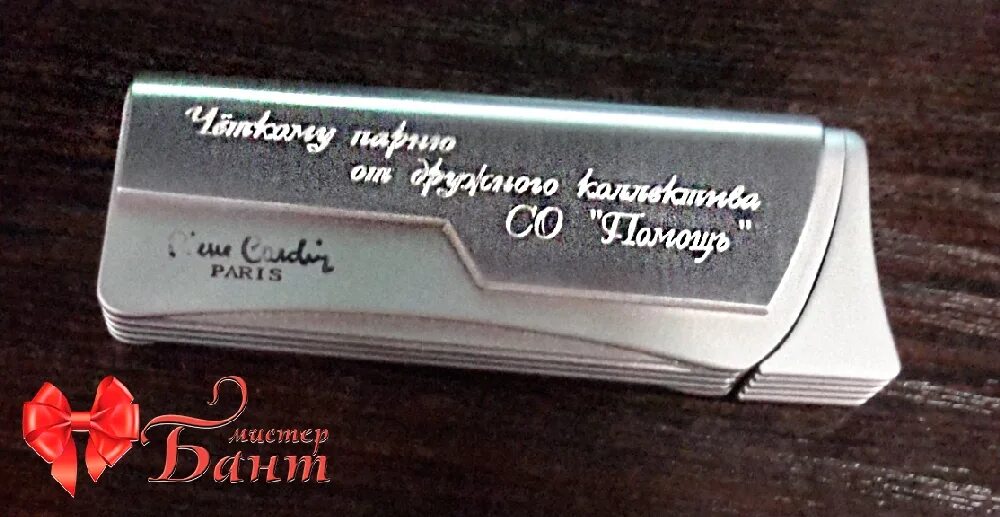 Чёткому парню
от дружного коллектива
СО "Помощь"
Pierre Cardin
PARIS
мистер
Бант